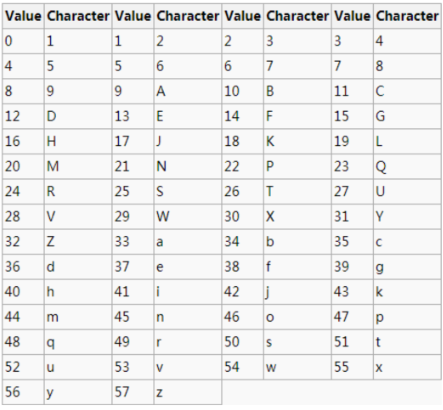 Value Character Value Character Value Character Value Character
0 1 1 2 2 3 3 4
4 5 5 6 6 7 7 8
8 9 9 A 10 B 11 C
12 D 13 E 14 F 15 G
16 H 17 J 18 K 19 L
20 M 21 N 22 P 23 Q
24 R 25 S 26 T 27 U
28 V 29 W 30 X 31 Y
32 Z 33 a 34 b 35 c
36 d 37 e 38 f 39 g
40 h 41 i 42 j 43 k
44 m 45 n 46 o 47 p
48 q 49 r 50 s 51 t
52 u 53 v 54 w 55 x
56 y 57 z